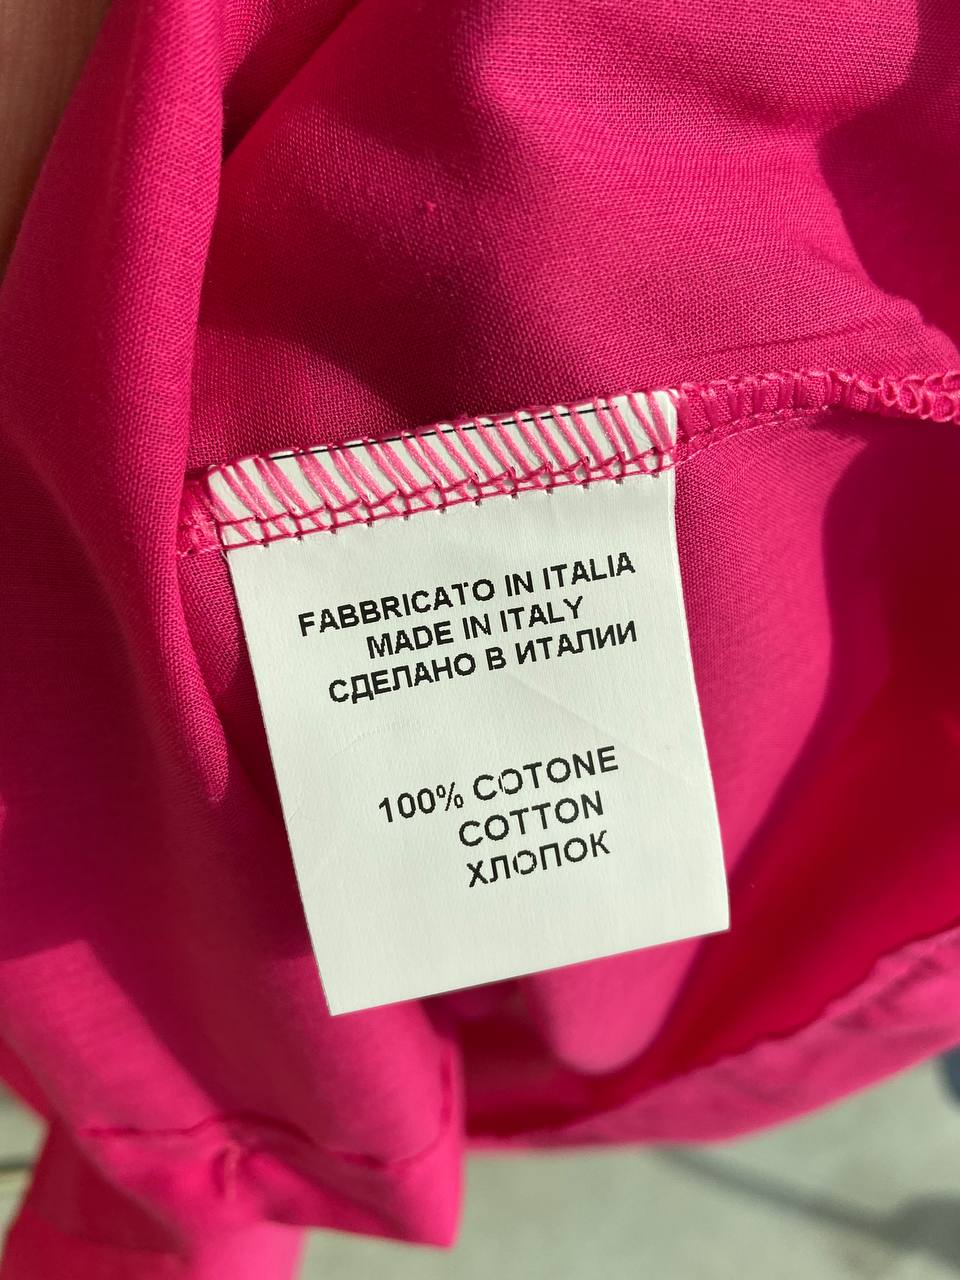 FABBRICATO IN ITALIA
MADE IN ITALY
СДЕЛАНО В ИТАЛИИ
100% COTONE
COTTON
ХЛОПОК